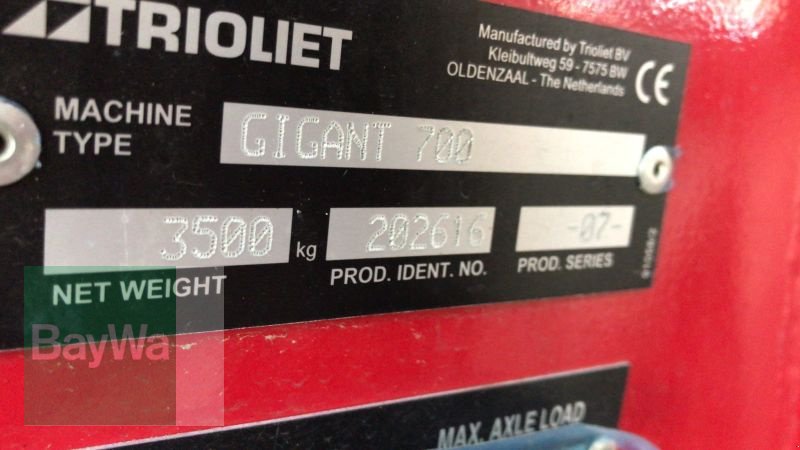 TRIOLIET
Manufactured by Trioliet BV
Kleibultweg 59 - 7575 BW
OLDENZAAL - The Netherlands
CE
MACHINE
TYPE
GIGANT 700
3500 kg
NET WEIGHT
202616
PROD. IDENT. NO.
-07-
PROD. SERIES
BayWa
MAX. AXLE LOAD